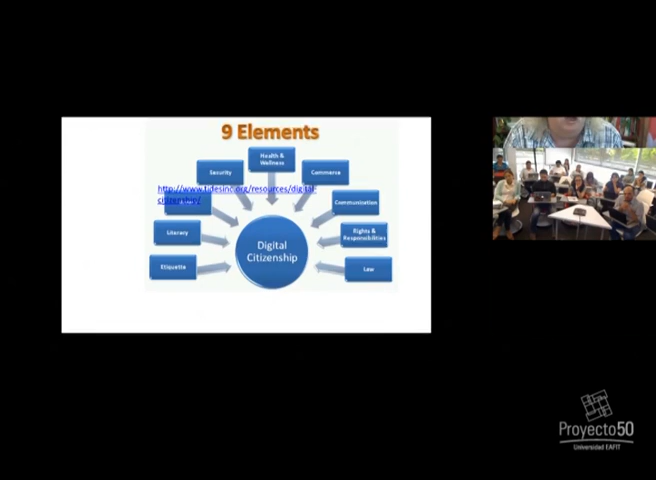 9 Elements
Health &
Wellness
Security
Commerce
http://www.tidesinc.org/resources/digital-
citizenship/
Communication
Literacy
Rights &
Responsibilities
Digital
Citizenship
Etiquette
Law
Proyecto50
Universidad EAFIT